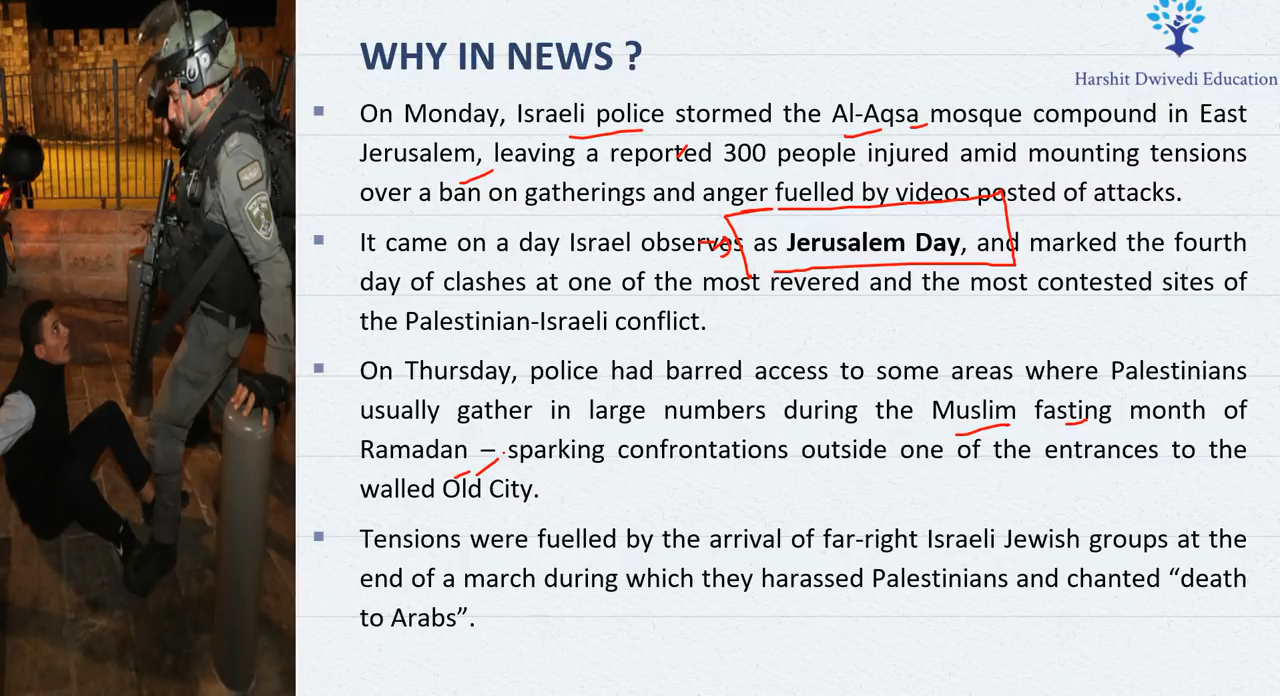 WHY IN NEWS ?
Harshit Dwivedi Education
On Monday, Israeli police stormed the Al-Aqsa mosque compound in East
Jerusalem, leaving a reported 300 people injured amid mounting tensions
over a ban on gatherings and anger fuelled by videos posted of attacks.
It came on a day Israel observes as Jerusalem Day, and marked the fourth
day of clashes at one of the most revered and the most contested sites of
the Palestinian-Israeli conflict.
On Thursday, police had barred access to some areas where Palestinians
usually gather in large numbers during the Muslim fasting month of
Ramadan – sparking confrontations outside one of the entrances to the
walled Old City.
Tensions were fuelled by the arrival of far-right Israeli Jewish groups at the
end of a march during which they harassed Palestinians and chanted “death
to Arabs”.